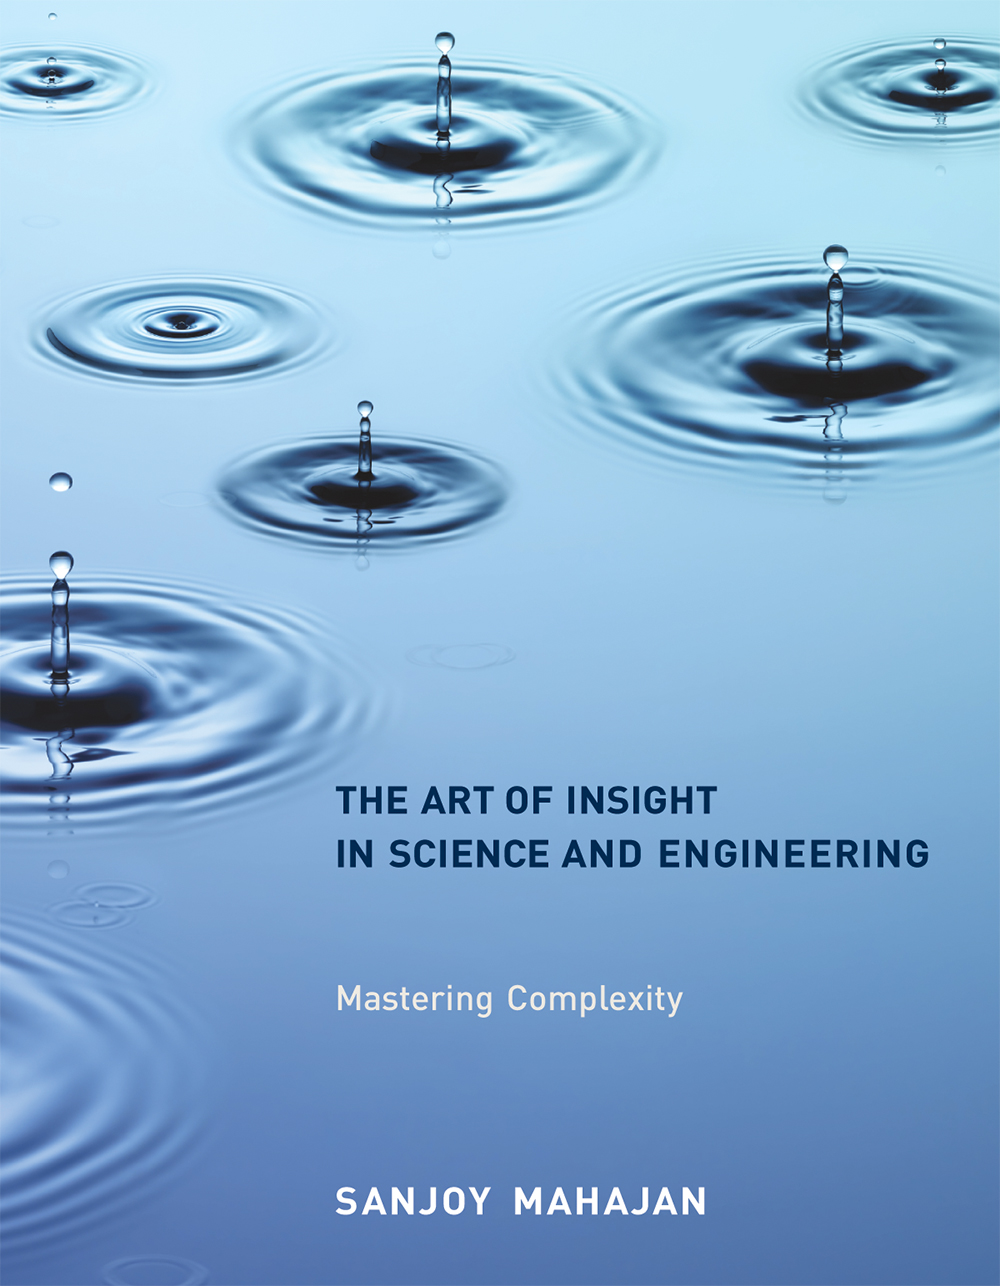 THE ART OF INSIGHT
IN SCIENCE AND ENGINEERING
Mastering Complexity
SANJOY MAHAJAN